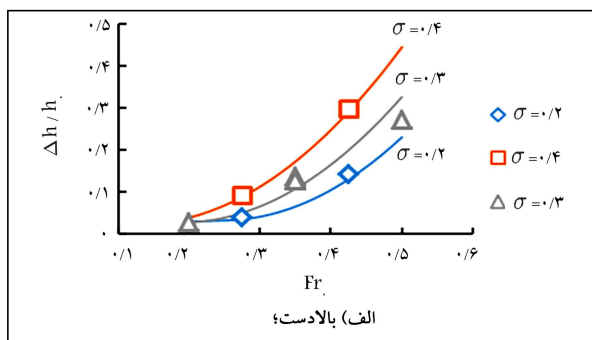 ۰/۵
۰/۴
۰/۳
۰/۲
۰/۱
۰
Δh/h.
σ=۰/۴
σ=۰/۳
σ=۰/۲
σ=۰/۲
σ=۰/۴
σ=۰/۳
۰/۱ ۰/۲ ۰/۳ ۰/۴ ۰/۵ ۰/۶
Fr.
الف) بالادست؛